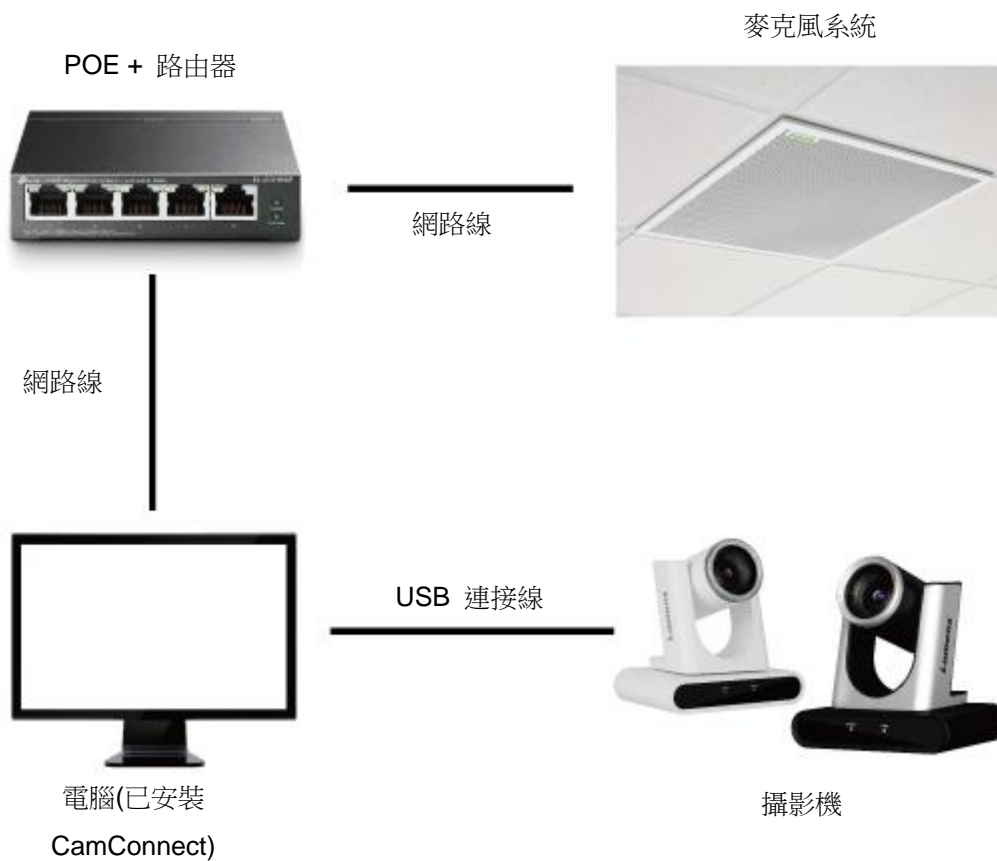 麥克風系統
POE + 路由器
網路線
網路線
USB 連接線
Lumens
電腦(已安裝
CamConnect)
攝影機